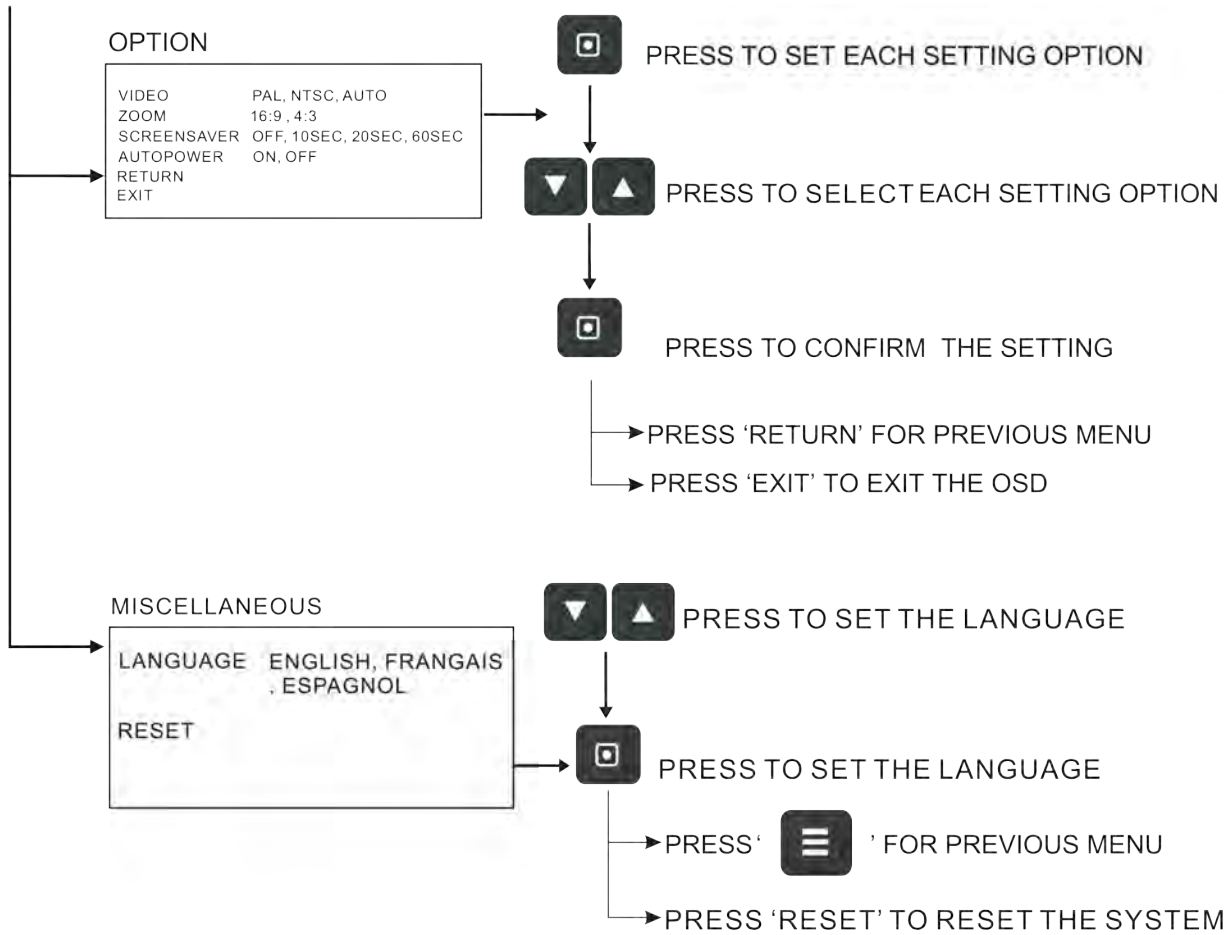 OPTION
PRESS TO SET EACH SETTING OPTION
VIDEO PAL, NTSC, AUTO
ZOOM 16:9 , 4:3
SCREENSAVER OFF, 10SEC, 20SEC, 60SEC
AUTOPOWER ON, OFF
RETURN
EXIT
PRESS TO SELECT EACH SETTING OPTION
PRESS TO CONFIRM THE SETTING
PRESS ‘RETURN’ FOR PREVIOUS MENU
PRESS ‘EXIT’ TO EXIT THE OSD
MISCELLANEOUS
PRESS TO SET THE LANGUAGE
LANGUAGE ENGLISH, FRANGAIS
, ESPAGNOL
RESET
PRESS TO SET THE LANGUAGE
PRESS ‘ ’ FOR PREVIOUS MENU
PRESS ‘RESET’ TO RESET THE SYSTEM